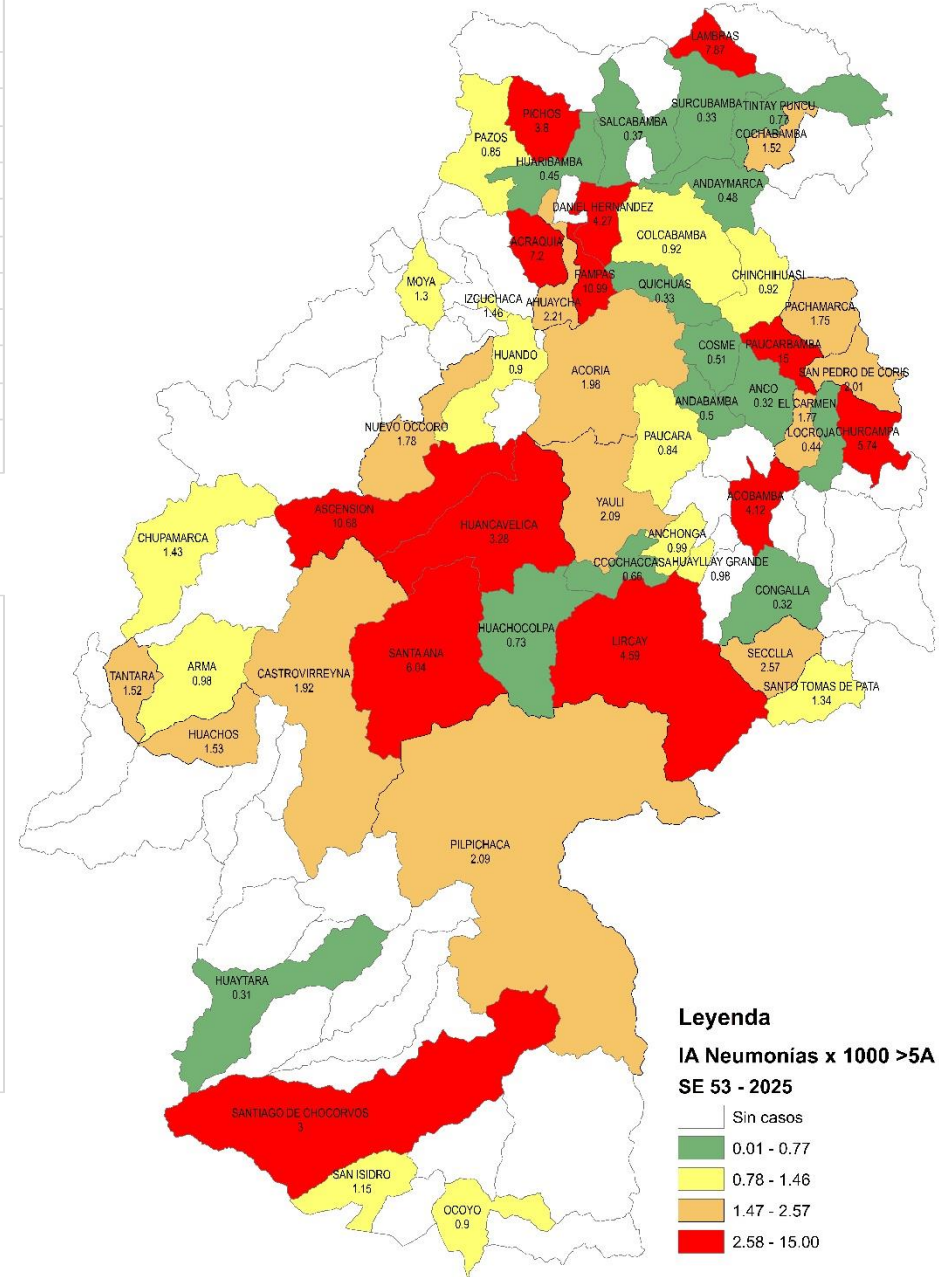 LAMBRAS
7.87
PICHOS
3.8
SALCABAMBA
0.37
SURCUBAMBA
0.33
TINTAY PUNCU
0.77
COCHABAMBA
1.52
PAZOS
0.85
HUARIBAMBA
0.45
ANDAYMARCA
0.48
DANIEL HERNANDEZ
4.27
ACRAQUIA
7.2
COLCABAMBA
0.92
PAMPAS
10.99
QUICHUAS
0.33
CHINCHIHUASI
0.92
MOYA
1.3
IZCUCHACA
1.46
AHUAYCHA
2.21
PACHAMARCA
1.75
HUANDO
0.9
ACORIA
1.98
COSME
0.51
PAUCARBAMBA
15
SAN PEDRO DE CORIS
2.01
ANCO
0.32
ANDABAMBA
0.5
EL CARMEN
1.77
LOCROJA
0.44
CHURCAMPA
5.74
NUEVO OCCORO
1.78
PAUCARA
0.84
ACOBAMBA
4.12
ASCENSION
10.68
HUANCAVELICA
3.28
YAULI
2.09
CHUPAMARCA
1.43
ANCHONGA
0.99
CCOCHACCASA
0.66
HUAYLLAY GRANDE
0.98
CONGALLA
0.32
HUACHOCOLPA
0.73
LIRCAY
4.59
SANTA ANA
6.04
SECCLLA
2.57
TANTARA
1.52
ARMA
0.98
CASTROVIRREYNA
1.92
SANTO TOMAS DE PATA
1.34
HUACHOS
1.53
PILPICHACA
2.09
HUAYTARA
0.31
SANTIAGO DE CHOCORVOS
3
SAN ISIDRO
1.15
OCOYO
0.9
Leyenda
IA Neumonías x 1000 >5A
SE 53 - 2025
Sin casos
0.01 - 0.77
0.78 - 1.46
1.47 - 2.57
2.58 - 15.00